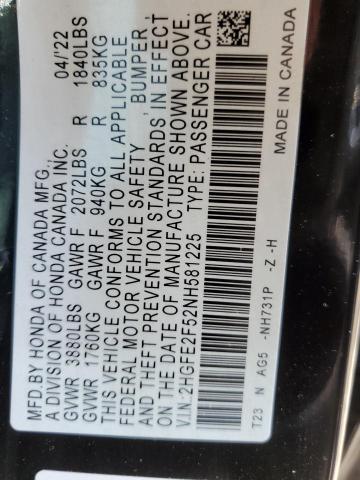 MFD BY HONDA OF CANADA MFG.,
A DIVISION OF HONDA CANADA INC. 04/'22
GVWR 3880LBS GAWR F 2072LBS R 1840LBS
GVWR 1760KG GAWR F 940KG R 835KG
THIS VEHICLE CONFORMS TO ALL APPLICABLE
FEDERAL MOTOR VEHICLE SAFETY, BUMPER,
AND THEFT PREVENTION STANDARDS IN EFFECT
ON THE DATE OF MANUFACTURE SHOWN ABOVE.
V.I.N:2HGFE2F52NH581225 TYPE: PASSENGER CAR
T23 N AG5 -NH731P -Z -H MADE IN CANADA